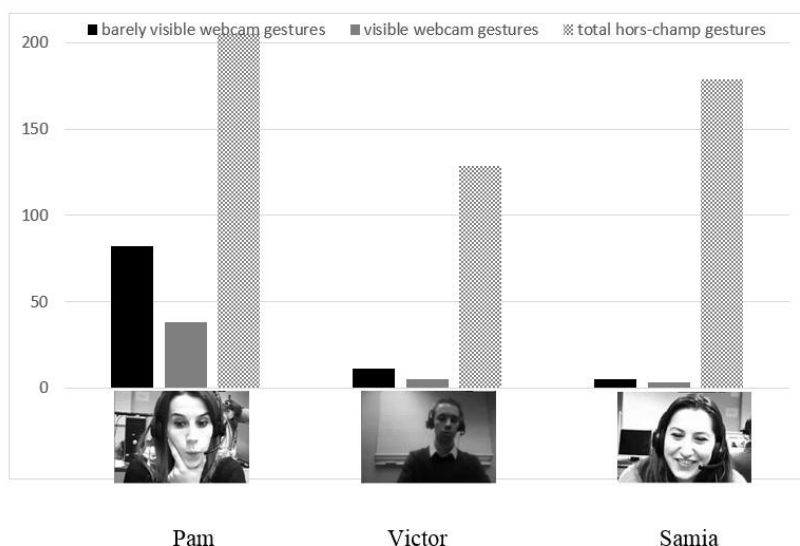 barely visible webcam gestures visible webcam gestures total hors-champ gestures
200
150
100
50
0
Pam Victor Samia